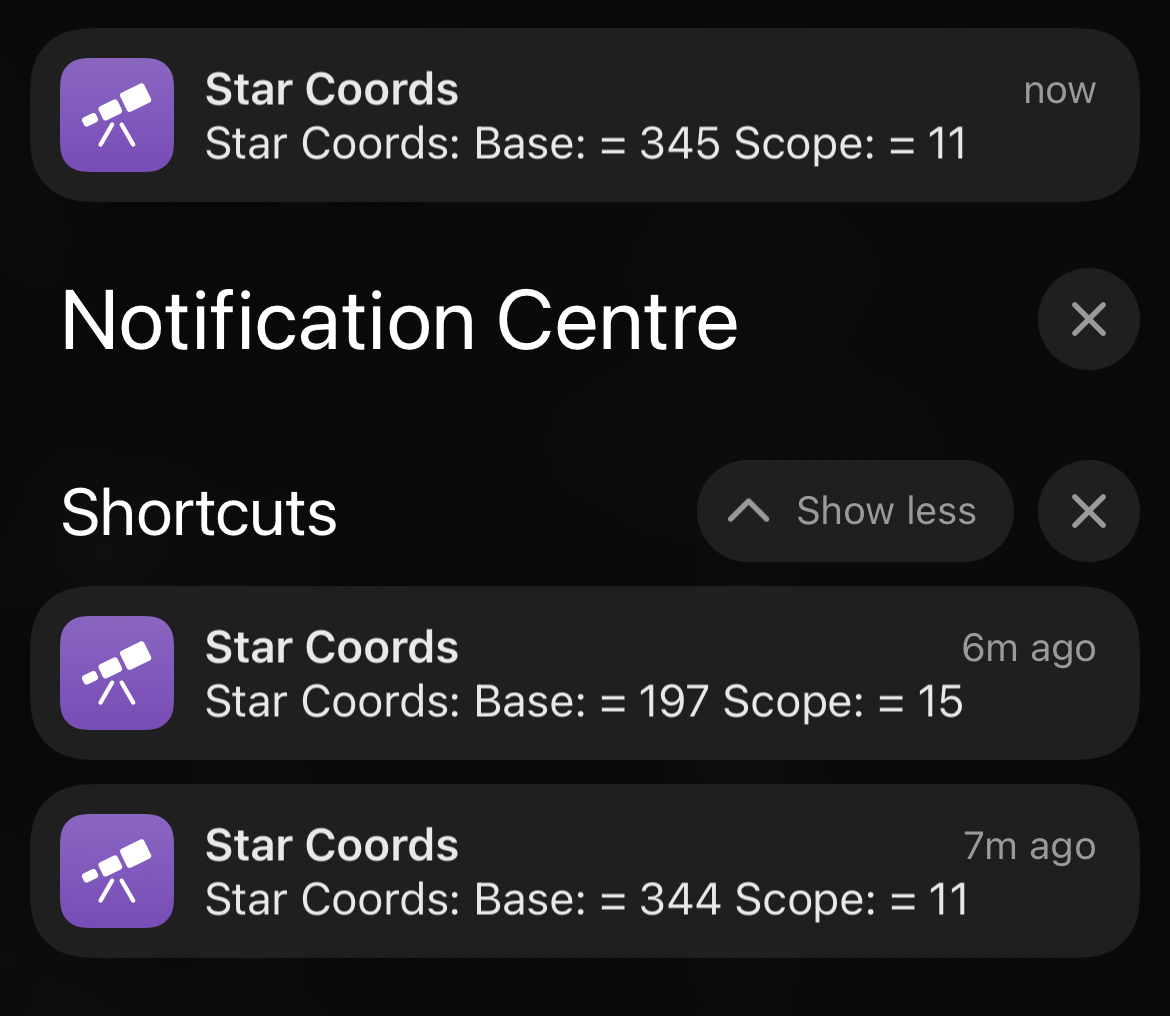 Star Coords now
Star Coords: Base: = 345 Scope: = 11
Notification Centre
Shortcuts Show less
Star Coords 6m ago
Star Coords: Base: = 197 Scope: = 15
Star Coords 7m ago
Star Coords: Base: = 344 Scope: = 11